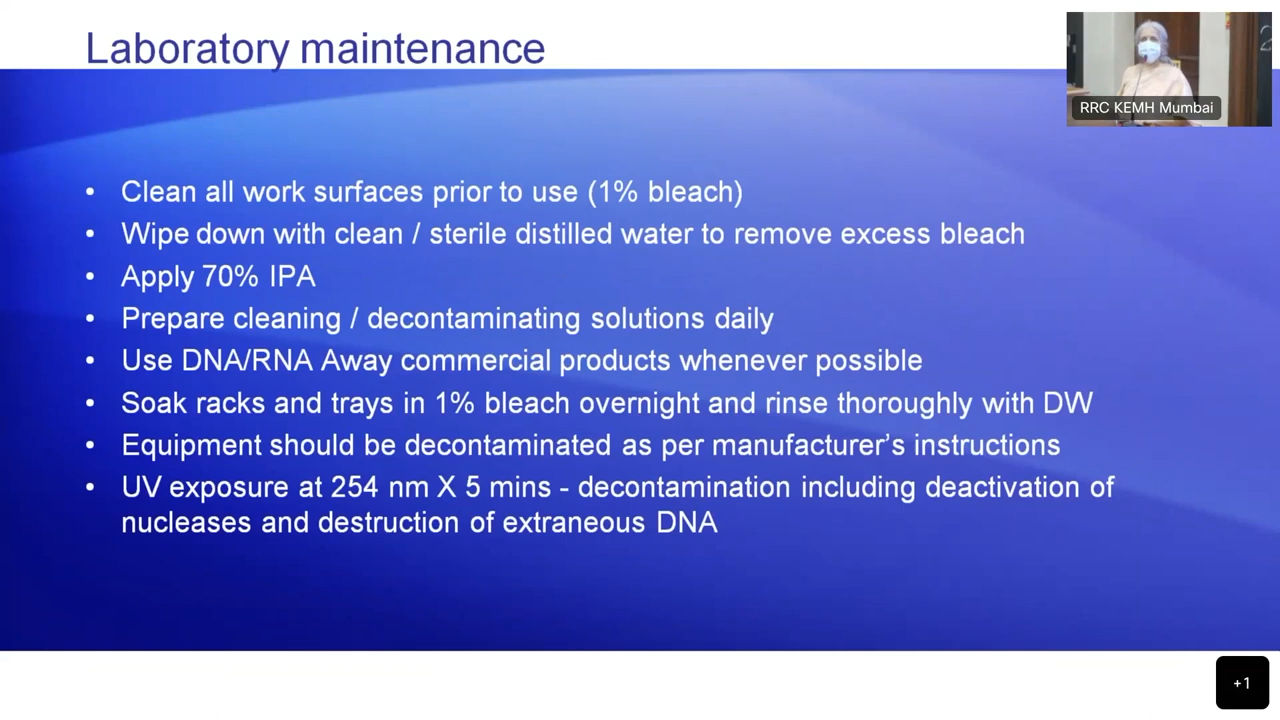 Laboratory maintenance
RRC KEMH Mumbai
• Clean all work surfaces prior to use (1% bleach)
• Wipe down with clean / sterile distilled water to remove excess bleach
• Apply 70% IPA
• Prepare cleaning / decontaminating solutions daily
• Use DNA/RNA Away commercial products whenever possible
• Soak racks and trays in 1% bleach overnight and rinse thoroughly with DW
• Equipment should be decontaminated as per manufacturer’s instructions
• UV exposure at 254 nm X 5 mins - decontamination including deactivation of
nucleases and destruction of extraneous DNA
+1